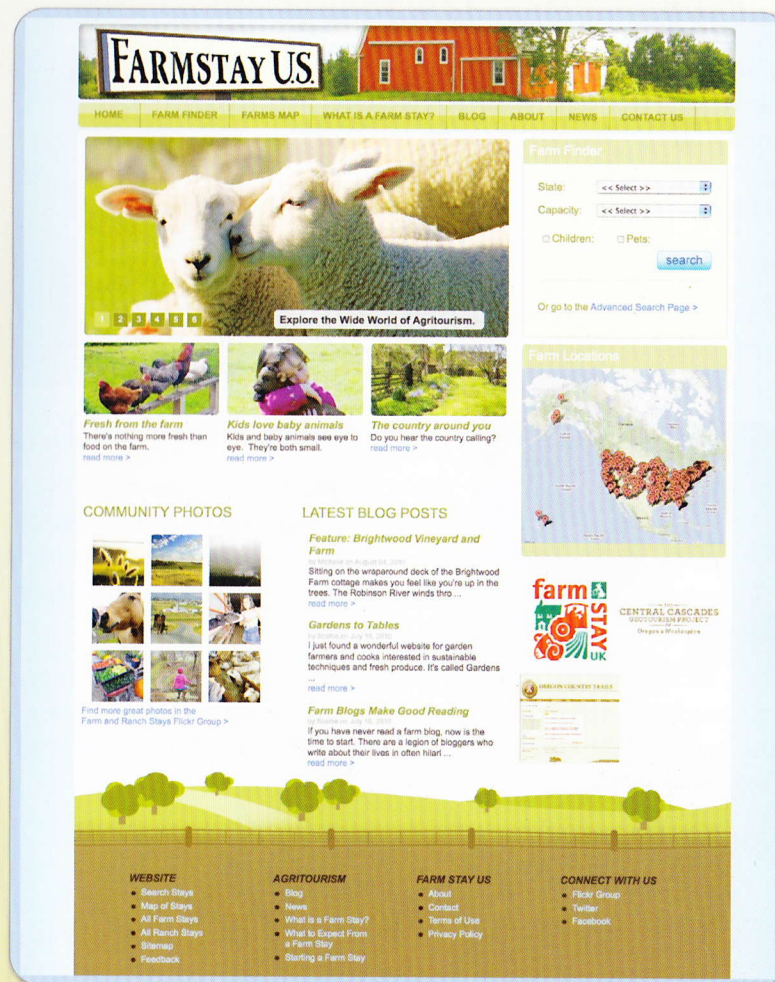 FARMSTAY U.S.
HOME FARM FINDER FARMS MAP WHAT IS A FARM STAY? BLOG ABOUT NEWS CONTACT US
1 2 3 4 5 6
Explore the Wide World of Agritourism.
Farm Finder
State: << Select >>
Capacity: << Select >>
Children: Pets:
search
Or go to the Advanced Search Page >
Fresh from the farm
There's nothing more fresh than
food on the farm.
read more >
Kids love baby animals
Kids and baby animals see eye to
eye. They're both small.
read more >
The country around you
Do you hear the country calling?
read more >
Farm Locations
COMMUNITY PHOTOS
Find more great photos in the
Farm and Ranch Stays Flickr Group >
LATEST BLOG POSTS
Feature: Brightwood Vineyard and
Farm
Sitting on the wraparound deck of the Brightwood
Farm cottage makes you feel like you're up in the
trees. The Robinson River winds thro ...
read more >
Gardens to Tables
I just found a wonderful website for garden
farmers and cooks interested in sustainable
techniques and fresh produce. It's called Gardens
...
read more >
Farm Blogs Make Good Reading
If you have never read a farm blog, now is the
time to start. There are a legion of bloggers who
write about their lives in often hilari ...
read more >
farm
STAY
UK
CENTRAL CASCADES
GEOTOURISM PROJECT
OREGON COUNTRY TRAILS
WEBSITE
Search Stays
Map of Stays
All Farm Stays
All Ranch Stays
Sitemap
Feedback
AGRITOURISM
Blog
News
What is a Farm Stay?
What to Expect From
a Farm Stay
Starting a Farm Stay
FARM STAY US
About
Contact
Terms of Use
Privacy Policy
CONNECT WITH US
Flickr Group
Twitter
Facebook